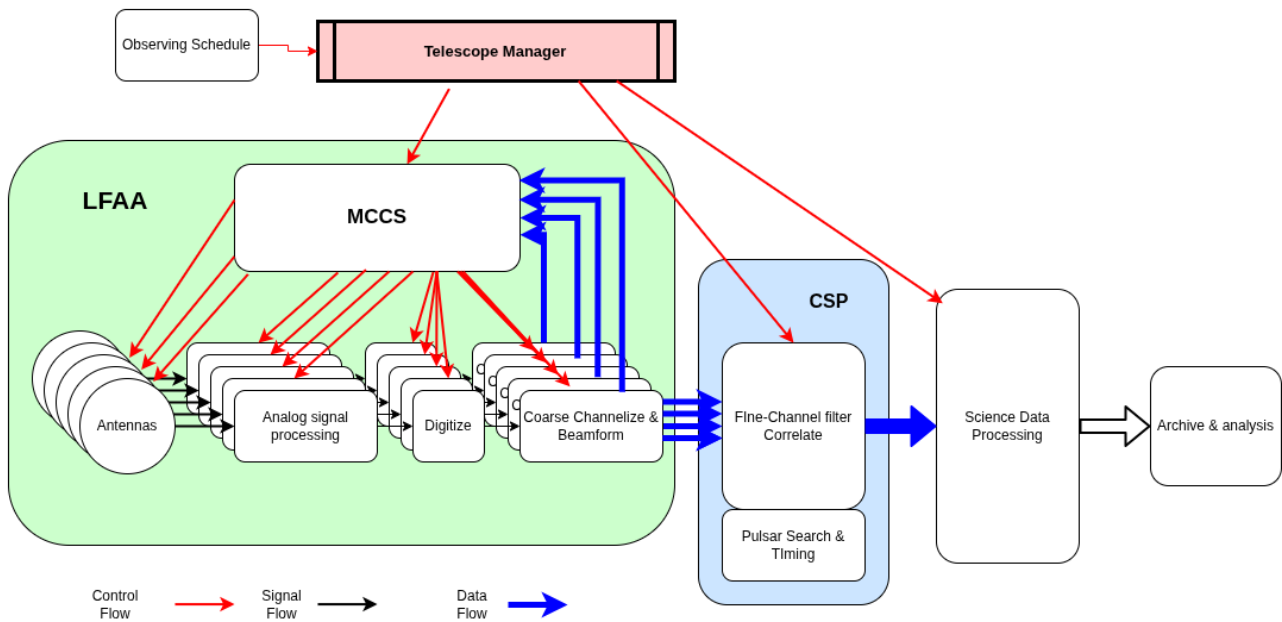 Observing Schedule
Telescope Manager
LFAA
MCCS
CSP
Antennas
Analog signal
processing
Digitize
Coarse Channelize &
Beamform
FIne-Channel filter
Correlate
Pulsar Search &
TIming
Science Data
Processing
Archive & analysis
Control
Flow
Signal
Flow
Data
Flow